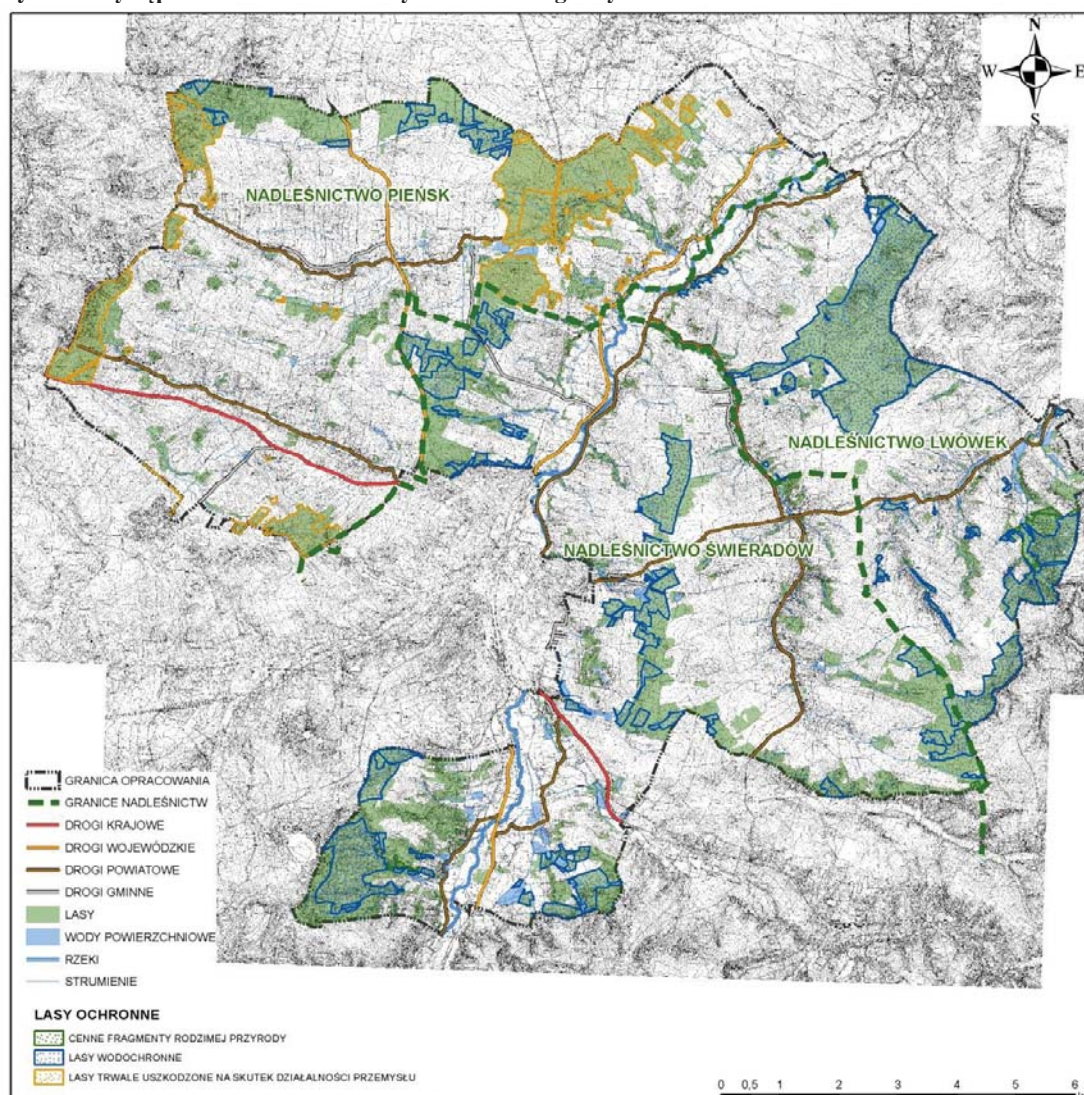 N
W E
S
NADLEŚNICTWO PIEŃSK
NADLEŚNICTWO LWÓWEK
NADLEŚNICTWO ŚWIERADÓW
GRANICA OPRACOWANIA
GRANICE NADLEŚNICTW
DROGI KRAJOWE
DROGI WOJEWÓDZKIE
DROGI POWIATOWE
DROGI GMINNE
LASY
WODY POWIERZCHNIOWE
RZEKI
STRUMIENIE
LASY OCHRONNE
CENNE FRAGMENTY RODZIMEJ PRZYRODY
LASY WODOCHRONNE
LASY TRWALE USZKODZONE NA SKUTEK DZIAŁALNOŚCI PRZEMYSŁU
0 0,5 1 2 3 4 5 6